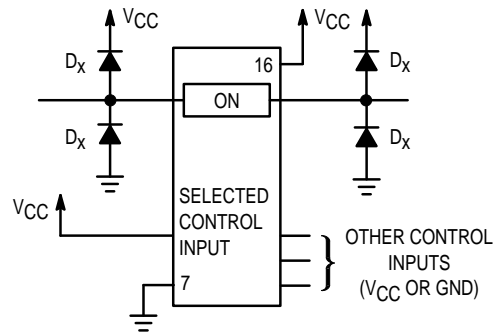 VCC
VCC
DX
16
DX
ON
DX
DX
VCC
SELECTED
CONTROL
INPUT
OTHER CONTROL
INPUTS
(VCC OR GND)
7